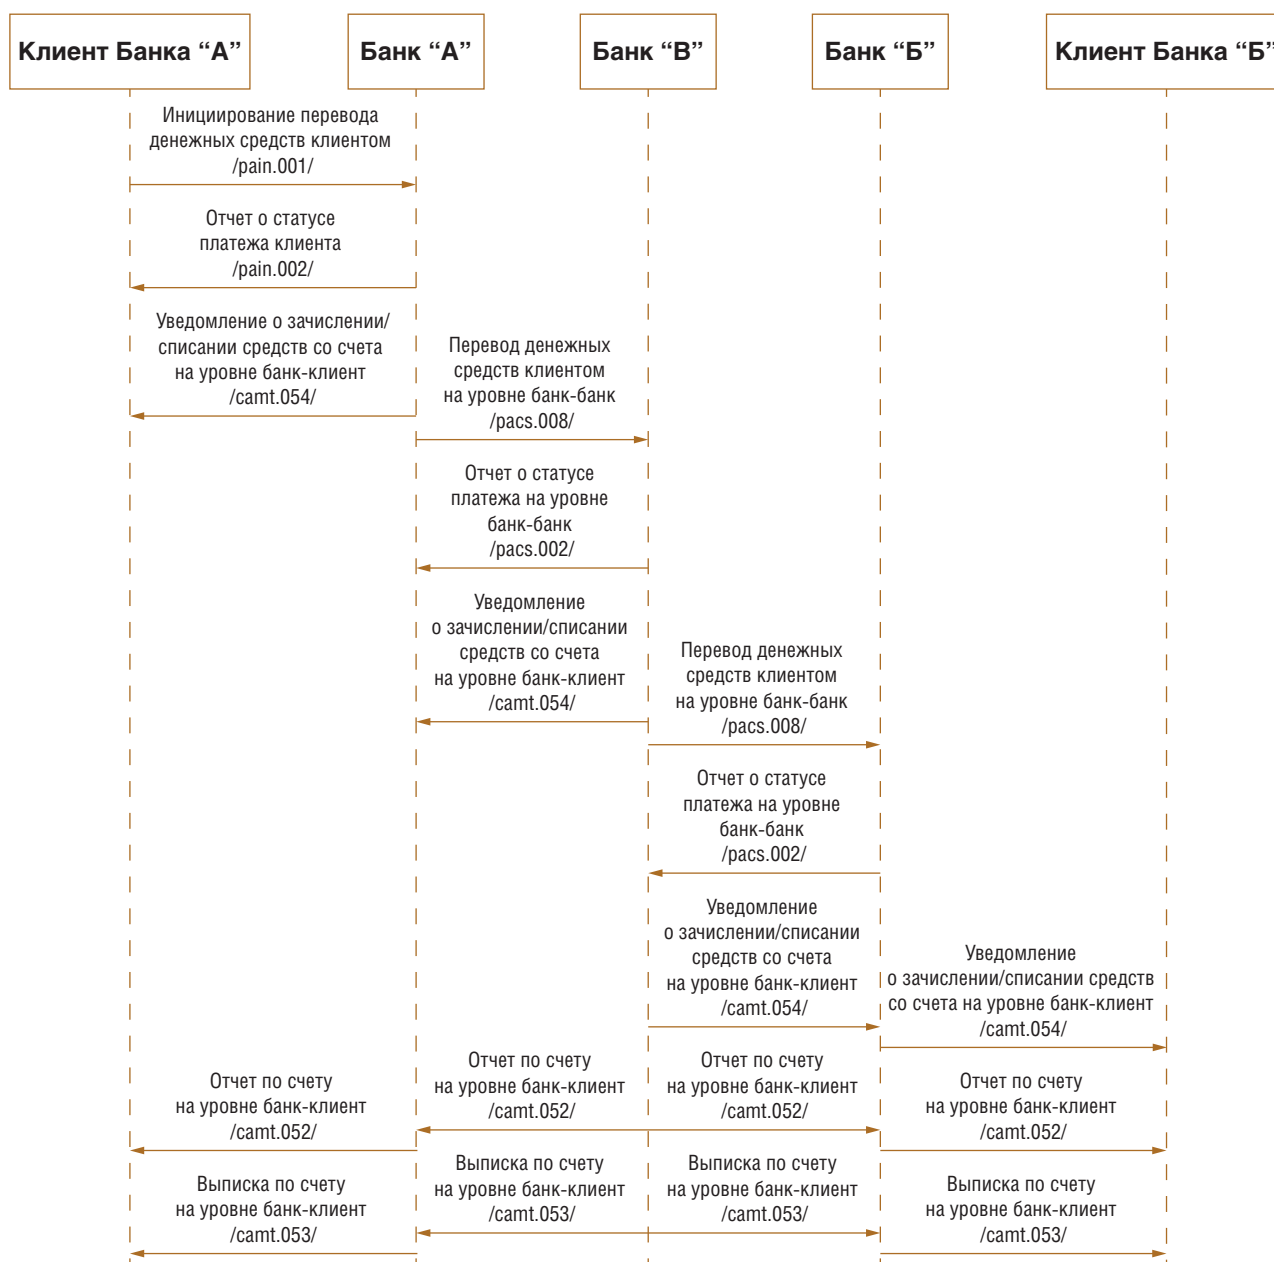 Клиент Банка “А”
Банк “А”
Банк “В”
Банк “Б”
Клиент Банка “Б”
Инициирование перевода
денежных средств клиентом
/pain.001/
Отчет о статусе
платежа клиента
/pain.002/
Уведомление о зачислении/
списании средств со счета
на уровне банк-клиент
/camt.054/
Перевод денежных
средств клиентом
на уровне банк-банк
/pacs.008/
Отчет о статусе
платежа на уровне
банк-банк
/pacs.002/
Уведомление
о зачислении/списании
средств со счета
на уровне банк-клиент
/camt.054/
Перевод денежных
средств клиентом
на уровне банк-банк
/pacs.008/
Отчет о статусе
платежа на уровне
банк-банк
/pacs.002/
Уведомление
о зачислении/списании
средств со счета
на уровне банк-клиент
/camt.054/
Уведомление
о зачислении/списании средств
со счета на уровне банк-клиент
/camt.054/
Отчет по счету
на уровне банк-клиент
/camt.052/
Отчет по счету
на уровне банк-клиент
/camt.052/
Отчет по счету
на уровне банк-клиент
/camt.052/
Отчет по счету
на уровне банк-клиент
/camt.052/
Выписка по счету
на уровне банк-клиент
/camt.053/
Выписка по счету
на уровне банк-клиент
/camt.053/
Выписка по счету
на уровне банк-клиент
/camt.053/
Выписка по счету
на уровне банк-клиент
/camt.053/